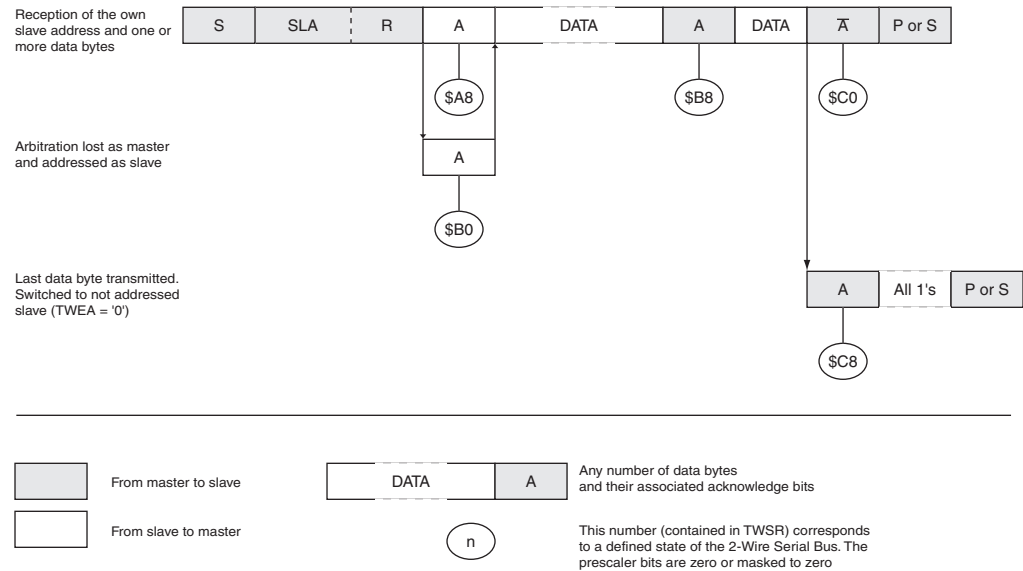 Reception of the own
slave address and one or
more data bytes
S SLA R A DATA A DATA A̅ P or S
$A8 $B8 $C0
Arbitration lost as master
and addressed as slave
A
$B0
Last data byte transmitted.
Switched to not addressed
slave (TWEA = '0')
A All 1's P or S
$C8
From master to slave
DATA A
Any number of data bytes
and their associated acknowledge bits
From slave to master
n
This number (contained in TWSR) corresponds
to a defined state of the 2-Wire Serial Bus. The
prescaler bits are zero or masked to zero